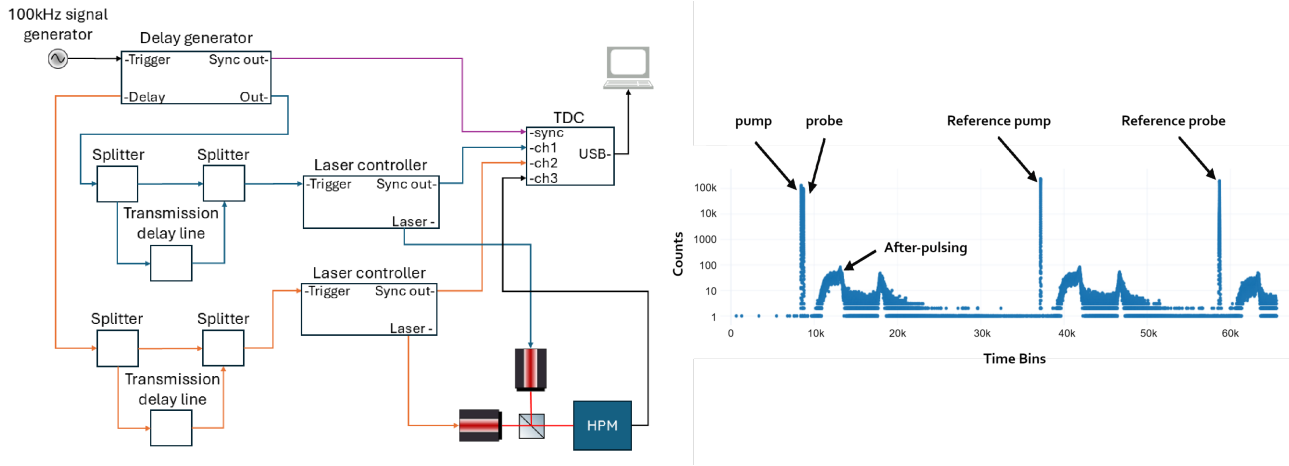 100kHz signal
generator
Delay generator
-Trigger
Sync out-
-Delay
Out-
Splitter
Splitter
Transmission
delay line
Laser controller
-Trigger
Sync out-
Laser -
TDC
-sync
-ch1
-ch2
-ch3
USB-
Laser controller
-Trigger
Sync out-
Laser -
Splitter
Splitter
Transmission
delay line
HPM
pump
probe
Reference pump
Reference probe
After-pulsing
Counts
100k
10k
1000
100
10
1
0
10k
20k
30k
40k
50k
60k
Time Bins